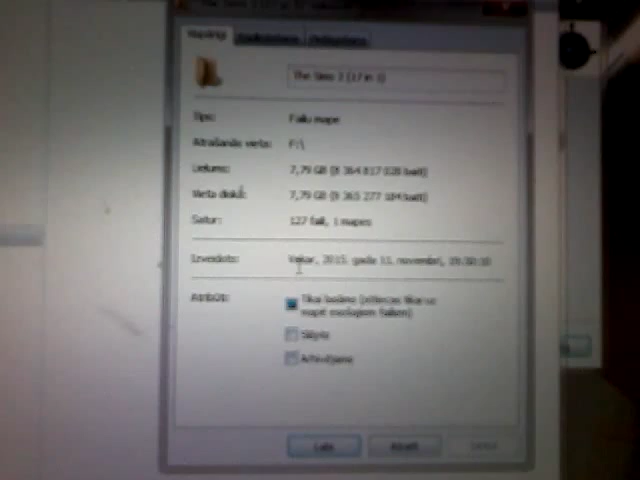 Vispārīgi
The Sims 3 (17 in 1)
Tips: Failu mape
Atrašanās vieta: F:\
Lielums: 7,79 GB (8 364 817 028 baiti)
Vieta diskā: 7,79 GB (8 365 277 184 baiti)
Satur: 127 faili, 1 mapes
Izveidots: Vakar, 2015. gada 11. novembrī, 19:30:10
Atribūti: Tikai lasāms (attiecas tikai uz
mapē esošajiem failiem)
Slēpts
Arhivējams
Labi Atcelt